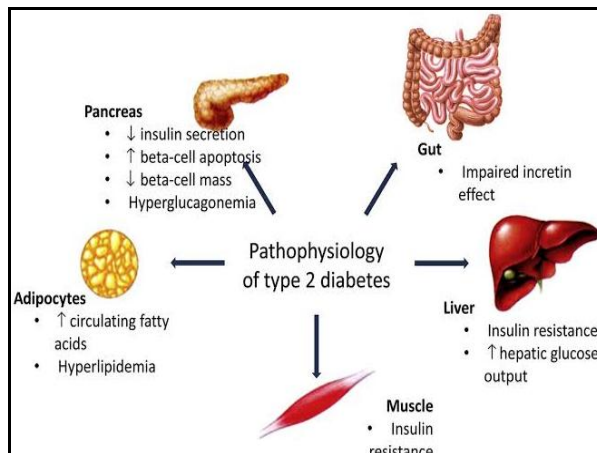 Pancreas
• ↓ insulin secretion
• ↑ beta-cell apoptosis
• ↓ beta-cell mass
• Hyperglucagonemia
Gut
• Impaired incretin
effect
Pathophysiology
of type 2 diabetes
Adipocytes
• ↑ circulating fatty
acids
• Hyperlipidemia
Liver
• Insulin resistance
• ↑ hepatic glucose
output
Muscle
• Insulin
resistance